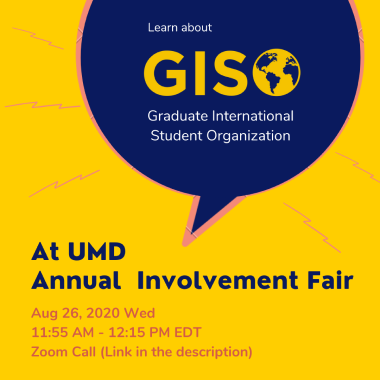 Learn about
GISO
Graduate International
Student Organization
At UMD
Annual Involvement Fair
Aug 26, 2020 Wed
11:55 AM - 12:15 PM EDT
Zoom Call (Link in the description)